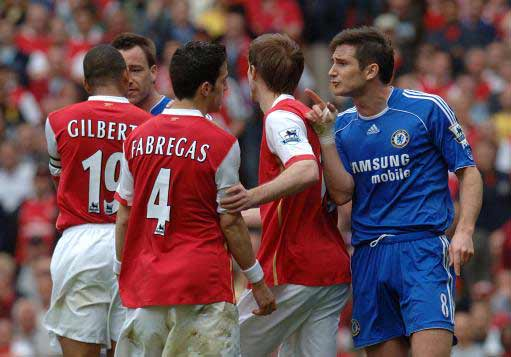 GILBERT
19
FABREGAS
4
SAMSUNG
mobile
8